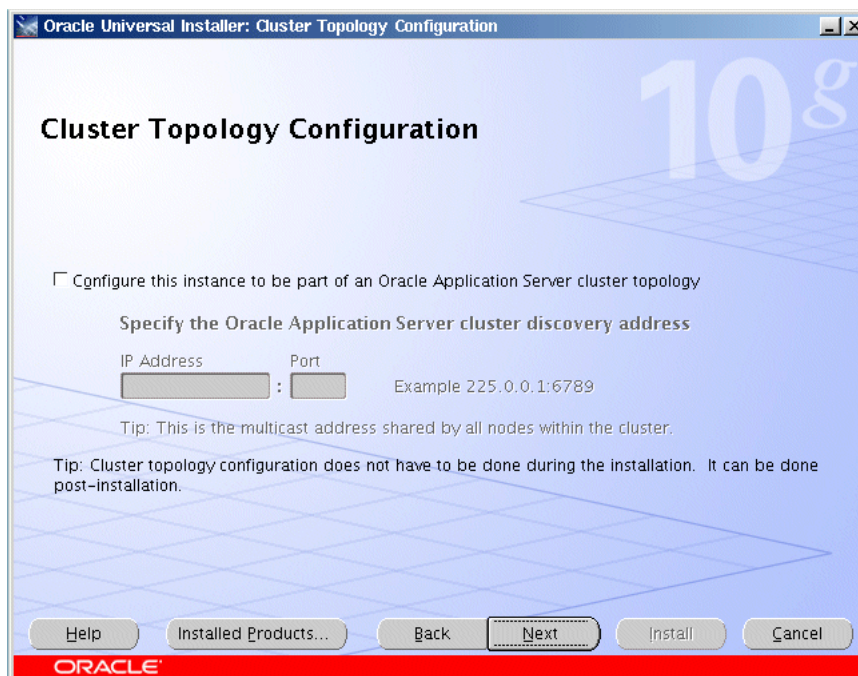 Oracle Universal Installer: Cluster Topology Configuration
10g
Cluster Topology Configuration
Configure this instance to be part of an Oracle Application Server cluster topology
Specify the Oracle Application Server cluster discovery address
IP Address Port
: Example 225.0.0.1:6789
Tip: This is the multicast address shared by all nodes within the cluster.
Tip: Cluster topology configuration does not have to be done during the installation. It can be done
post-installation.
Help Installed Products... Back Next Install Cancel
ORACLE